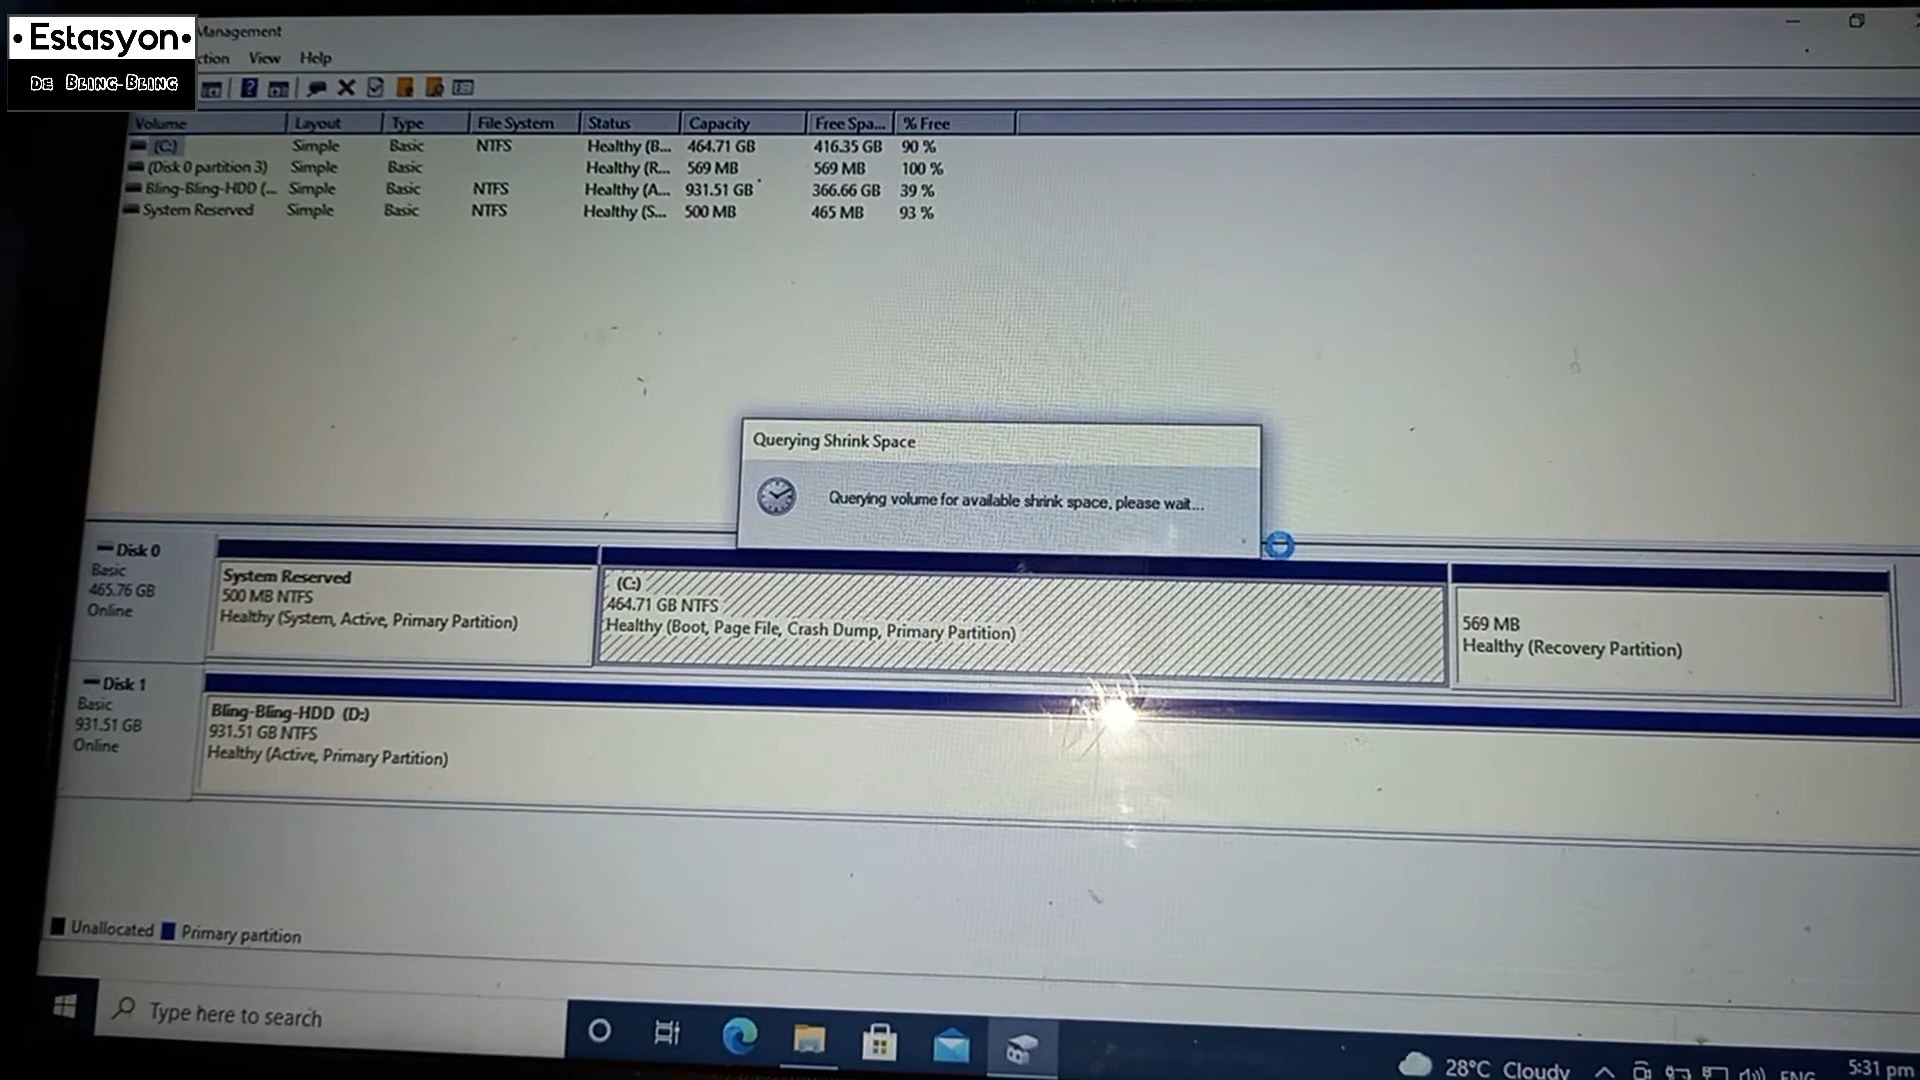 • Estasyon •
DE BLING-BLING
Management
ction View Help
Volume Layout Type File System Status Capacity Free Spa... % Free
(C:) Simple Basic NTFS Healthy (B... 464.71 GB 416.35 GB 90 %
(Disk 0 partition 3) Simple Basic Healthy (R... 569 MB 569 MB 100 %
Bling-Bling-HDD (... Simple Basic NTFS Healthy (A... 931.51 GB 366.66 GB 39 %
System Reserved Simple Basic NTFS Healthy (S... 500 MB 465 MB 93 %
Querying Shrink Space
Querying volume for available shrink space, please wait...
Disk 0
Basic
465.76 GB
Online
System Reserved
500 MB NTFS
Healthy (System, Active, Primary Partition)
(C:)
464.71 GB NTFS
Healthy (Boot, Page File, Crash Dump, Primary Partition)
569 MB
Healthy (Recovery Partition)
Disk 1
Basic
931.51 GB
Online
Bling-Bling-HDD (D:)
931.51 GB NTFS
Healthy (Active, Primary Partition)
Unallocated Primary partition
Type here to search
28°C Cloudy ENG 5:31 pm